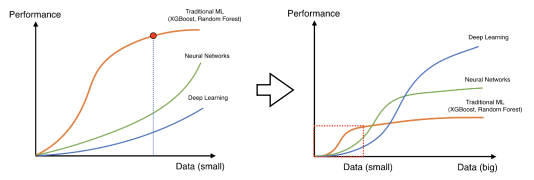 Performance
Traditional ML
(XGBoost, Random Forest)
Neural Networks
Deep Learning
Data (small)
Performance
Deep Learning
Neural Networks
Traditional ML
(XGBoost, Random Forest)
Data (small)
Data (big)